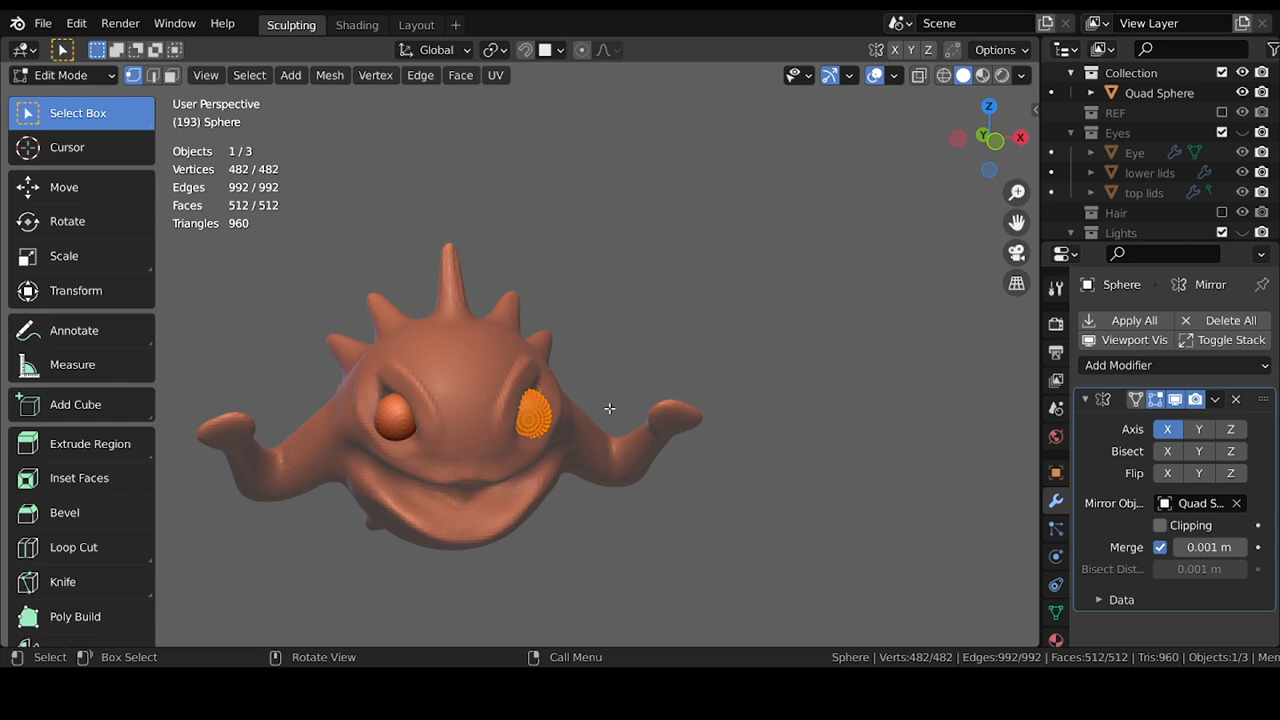 File Edit Render Window Help Sculpting Shading Layout + Scene View Layer
Global X Y Z Options
Edit Mode View Select Add Mesh Vertex Edge Face UV
Select Box
Cursor
Move
Rotate
Scale
Transform
Annotate
Measure
Add Cube
Extrude Region
Inset Faces
Bevel
Loop Cut
Knife
Poly Build
User Perspective
(193) Sphere
Objects 1 / 3
Vertices 482 / 482
Edges 992 / 992
Faces 512 / 512
Triangles 960
Z
Y
X
Collection
Quad Sphere
REF
Eyes
Eye
lower lids
top lids
Hair
Lights
Sphere Mirror
Apply All Delete All
Viewport Vis Toggle Stack
Add Modifier
Axis X Y Z
Bisect X Y Z
Flip X Y Z
Mirror Obj... Quad S...
Clipping
Merge 0.001 m
Bisect Dist... 0.001 m
Data
Select Box Select Rotate View Call Menu Sphere | Verts:482/482 | Edges:992/992 | Faces:512/512 | Tris:960 | Objects:1/3 | Mem